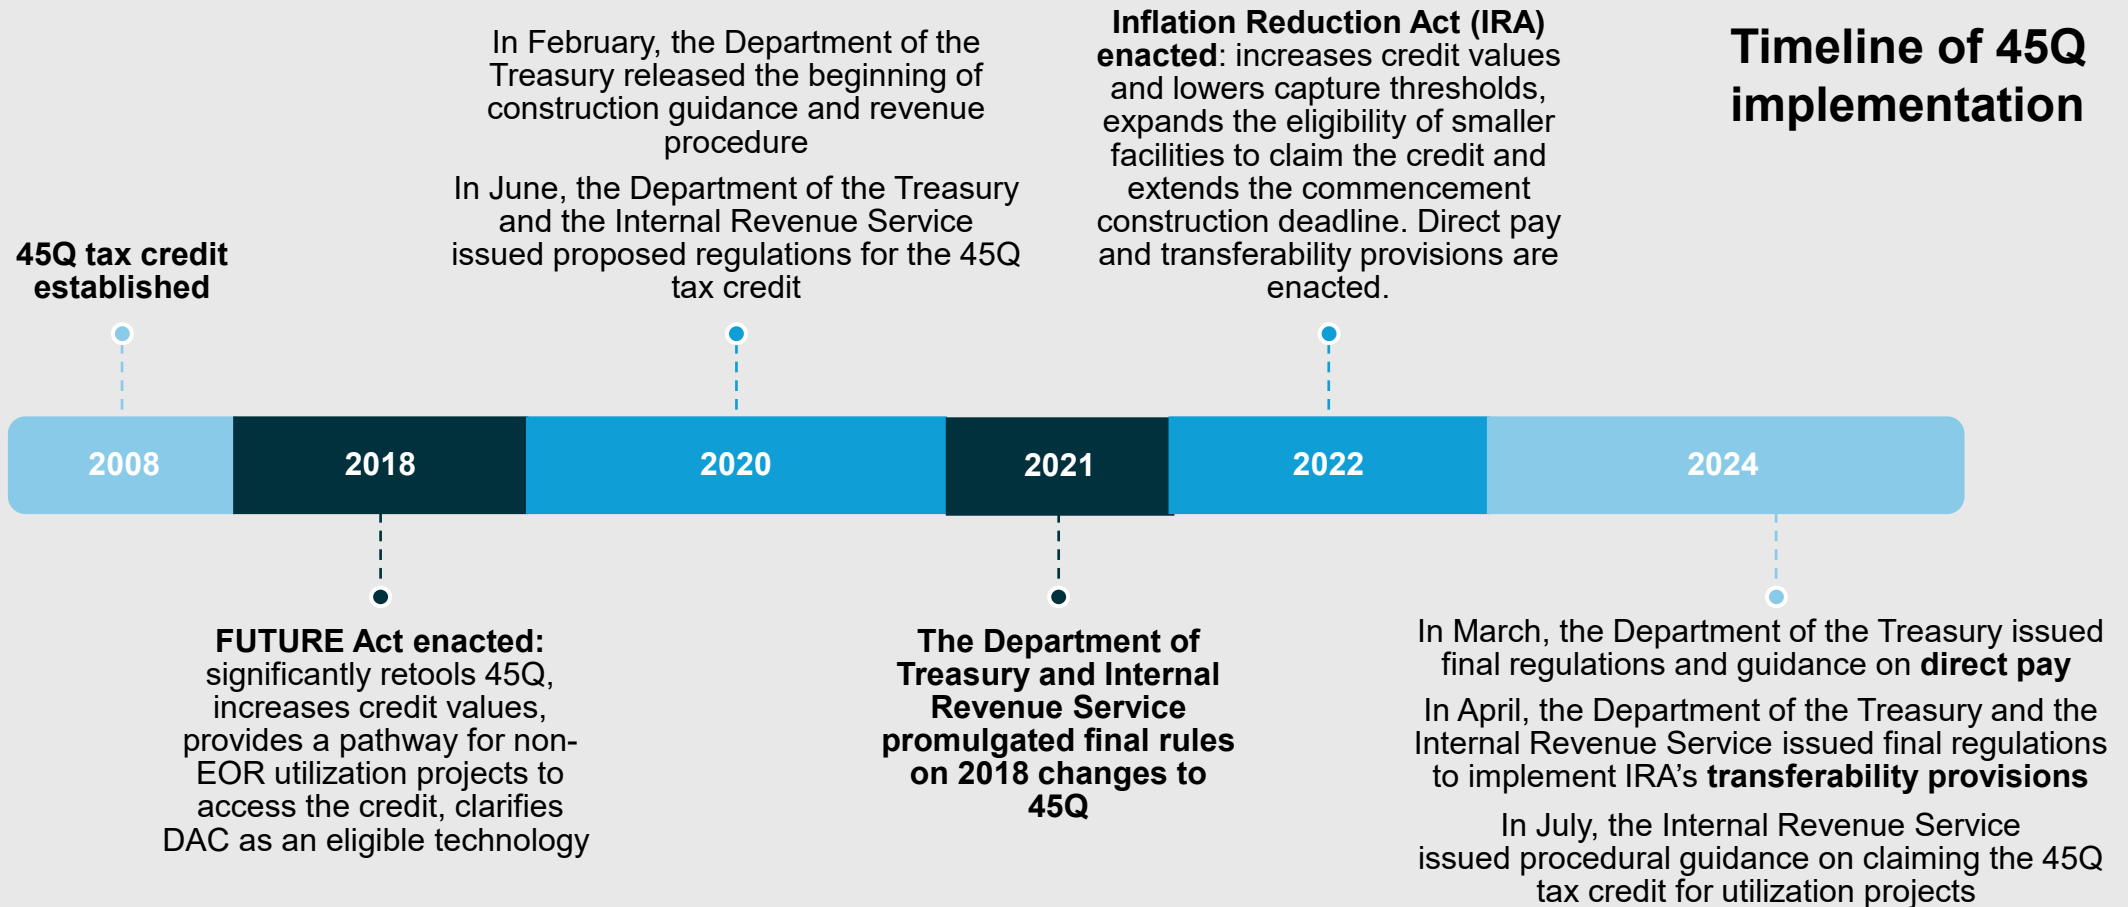 Timeline of 45Q
implementation
45Q tax credit
established
In February, the Department of the
Treasury released the beginning of
construction guidance and revenue
procedure
In June, the Department of the Treasury
and the Internal Revenue Service
issued proposed regulations for the 45Q
tax credit
Inflation Reduction Act (IRA)
enacted: increases credit values
and lowers capture thresholds,
expands the eligibility of smaller
facilities to claim the credit and
extends the commencement
construction deadline. Direct pay
and transferability provisions are
enacted.
2008
2018
2020
2021
2022
2024
FUTURE Act enacted:
significantly retools 45Q,
increases credit values,
provides a pathway for non-
EOR utilization projects to
access the credit, clarifies
DAC as an eligible technology
The Department of
Treasury and Internal
Revenue Service
promulgated final rules
on 2018 changes to
45Q
In March, the Department of the Treasury issued
final regulations and guidance on direct pay
In April, the Department of the Treasury and the
Internal Revenue Service issued final regulations
to implement IRA’s transferability provisions
In July, the Internal Revenue Service
issued procedural guidance on claiming the 45Q
tax credit for utilization projects